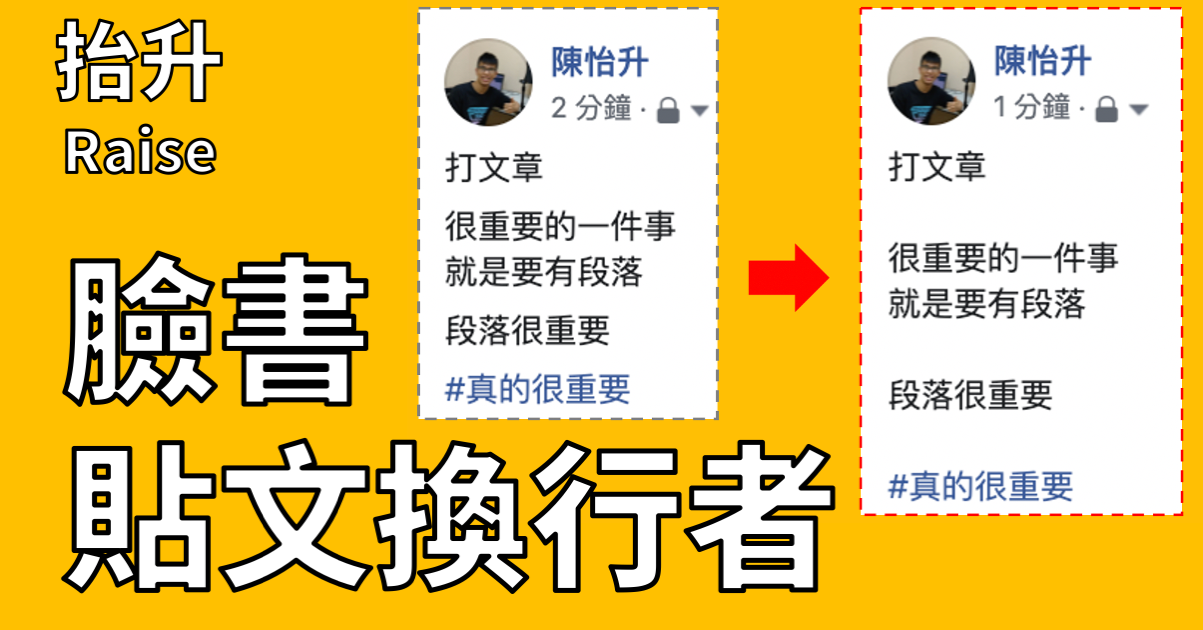 抬升
Raise
臉書
貼文換行者
陳怡升
2 分鐘 ·
打文章
很重要的一件事
就是要有段落
段落很重要
#真的很重要
陳怡升
1 分鐘 ·
打文章
很重要的一件事
就是要有段落
段落很重要
#真的很重要